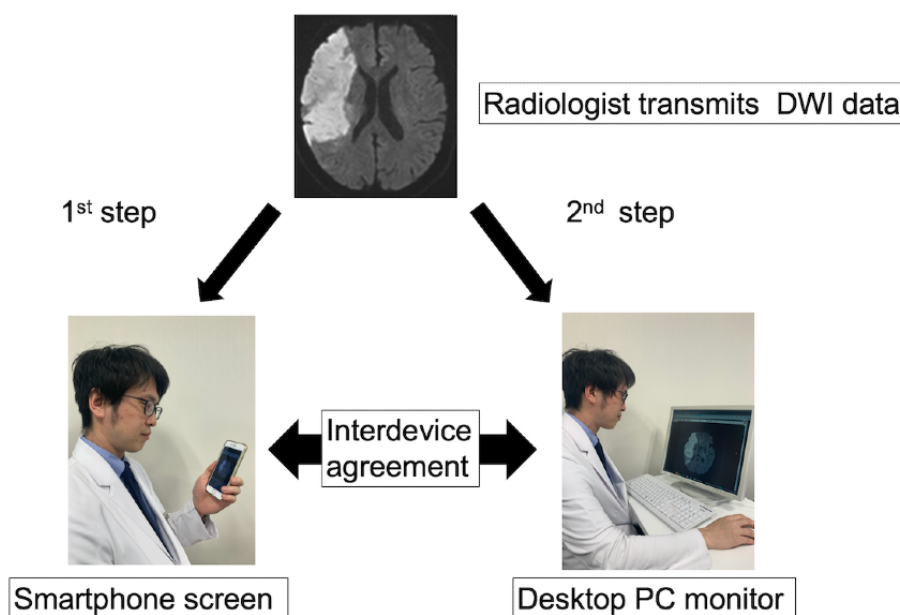 Radiologist transmits DWI data
1st step
2nd step
Interdevice
agreement
Smartphone screen
Desktop PC monitor